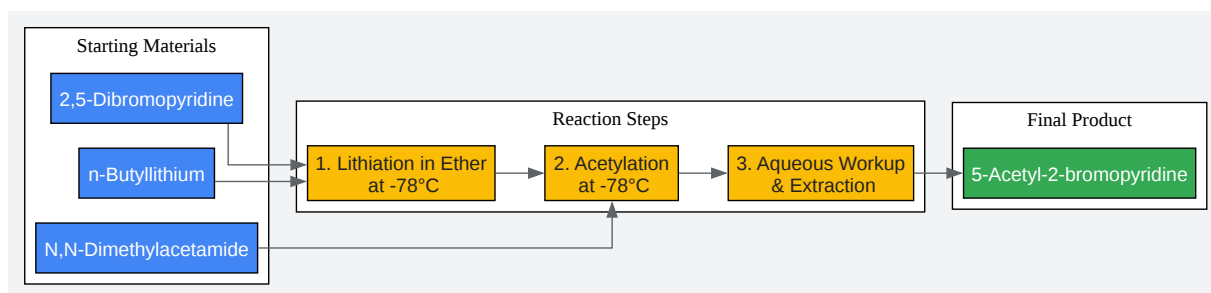 Starting Materials
2,5-Dibromopyridine
n-Butyllithium
N,N-Dimethylacetamide
Reaction Steps
1. Lithiation in Ether
at -78°C
2. Acetylation
at -78°C
3. Aqueous Workup
& Extraction
Final Product
5-Acetyl-2-bromopyridine